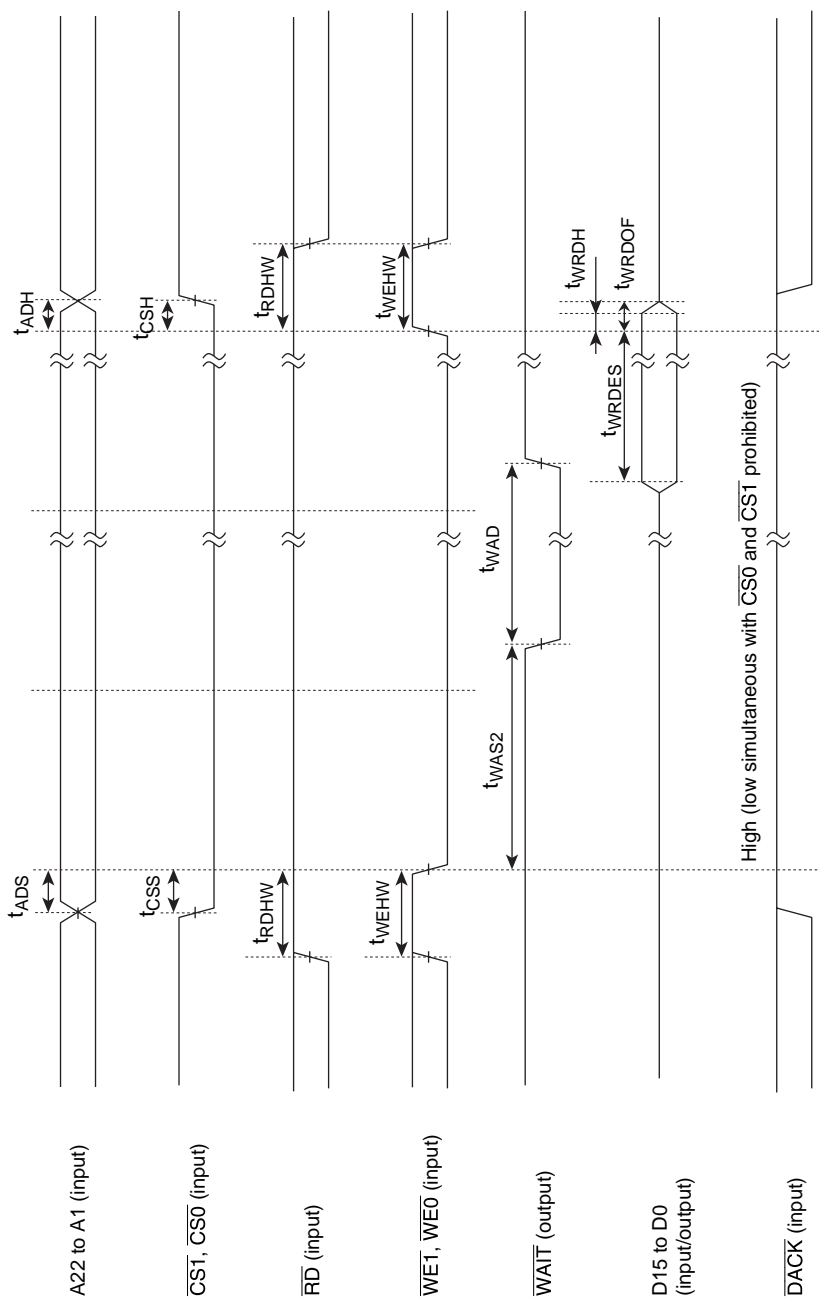 A22 to A1 (input)
tADS
tADH
CS1, CS0 (input)
tCSS
tCSH
RD (input)
tRDHW
tRDHW
WE1, WE0 (input)
tWEHW
tWEHW
WAIT (output)
tWAS2
tWAD
D15 to D0
(input/output)
tWRDES
tWRDH
tWRDOF
DACK (input)
High (low simultaneous with CS0 and CS1 prohibited)